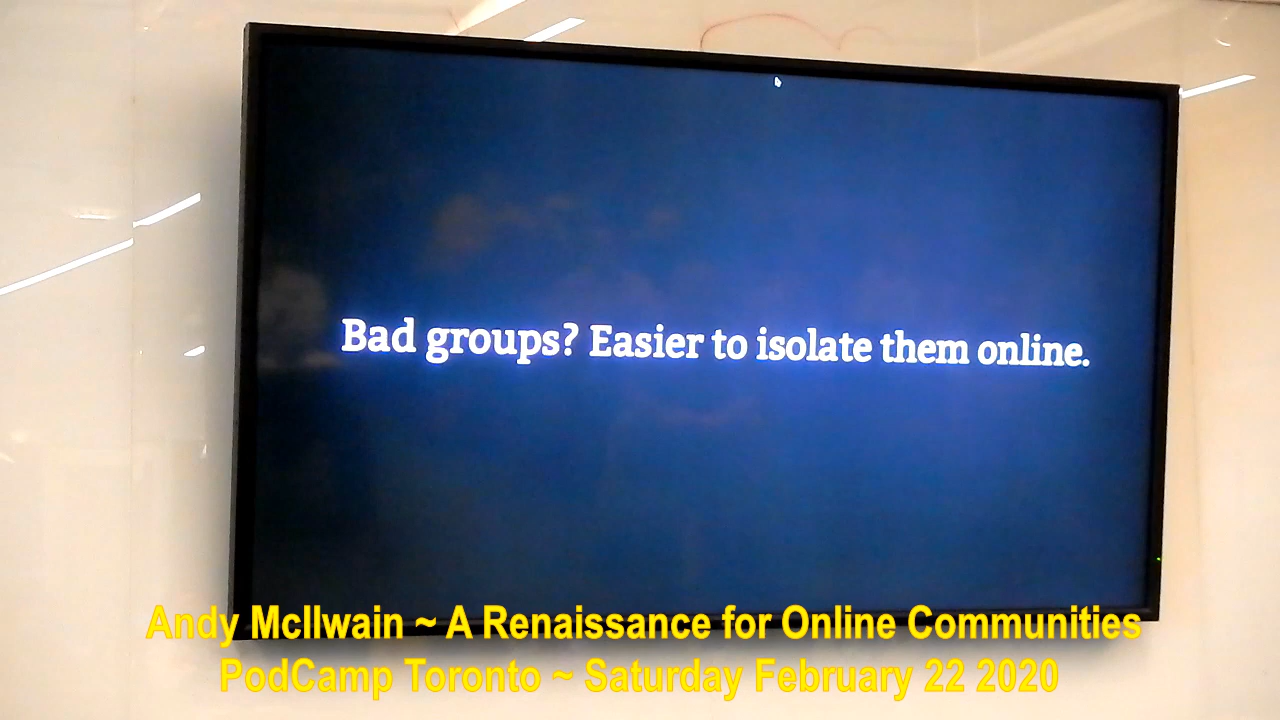 Bad groups? Easier to isolate them online.
Andy McIlwain ~ A Renaissance for Online Communities
PodCamp Toronto ~ Saturday February 22 2020